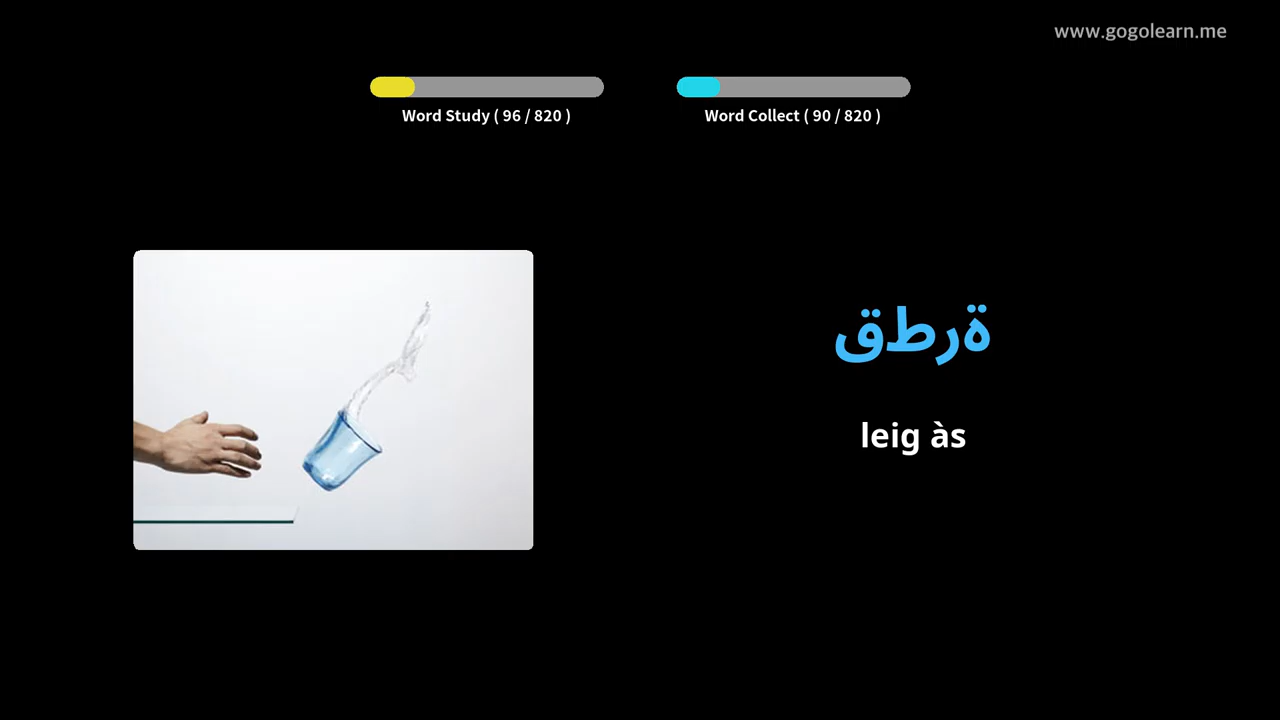 www.gogolearn.me
Word Study ( 96 / 820 )
Word Collect ( 90 / 820 )
ةرطق
leig às